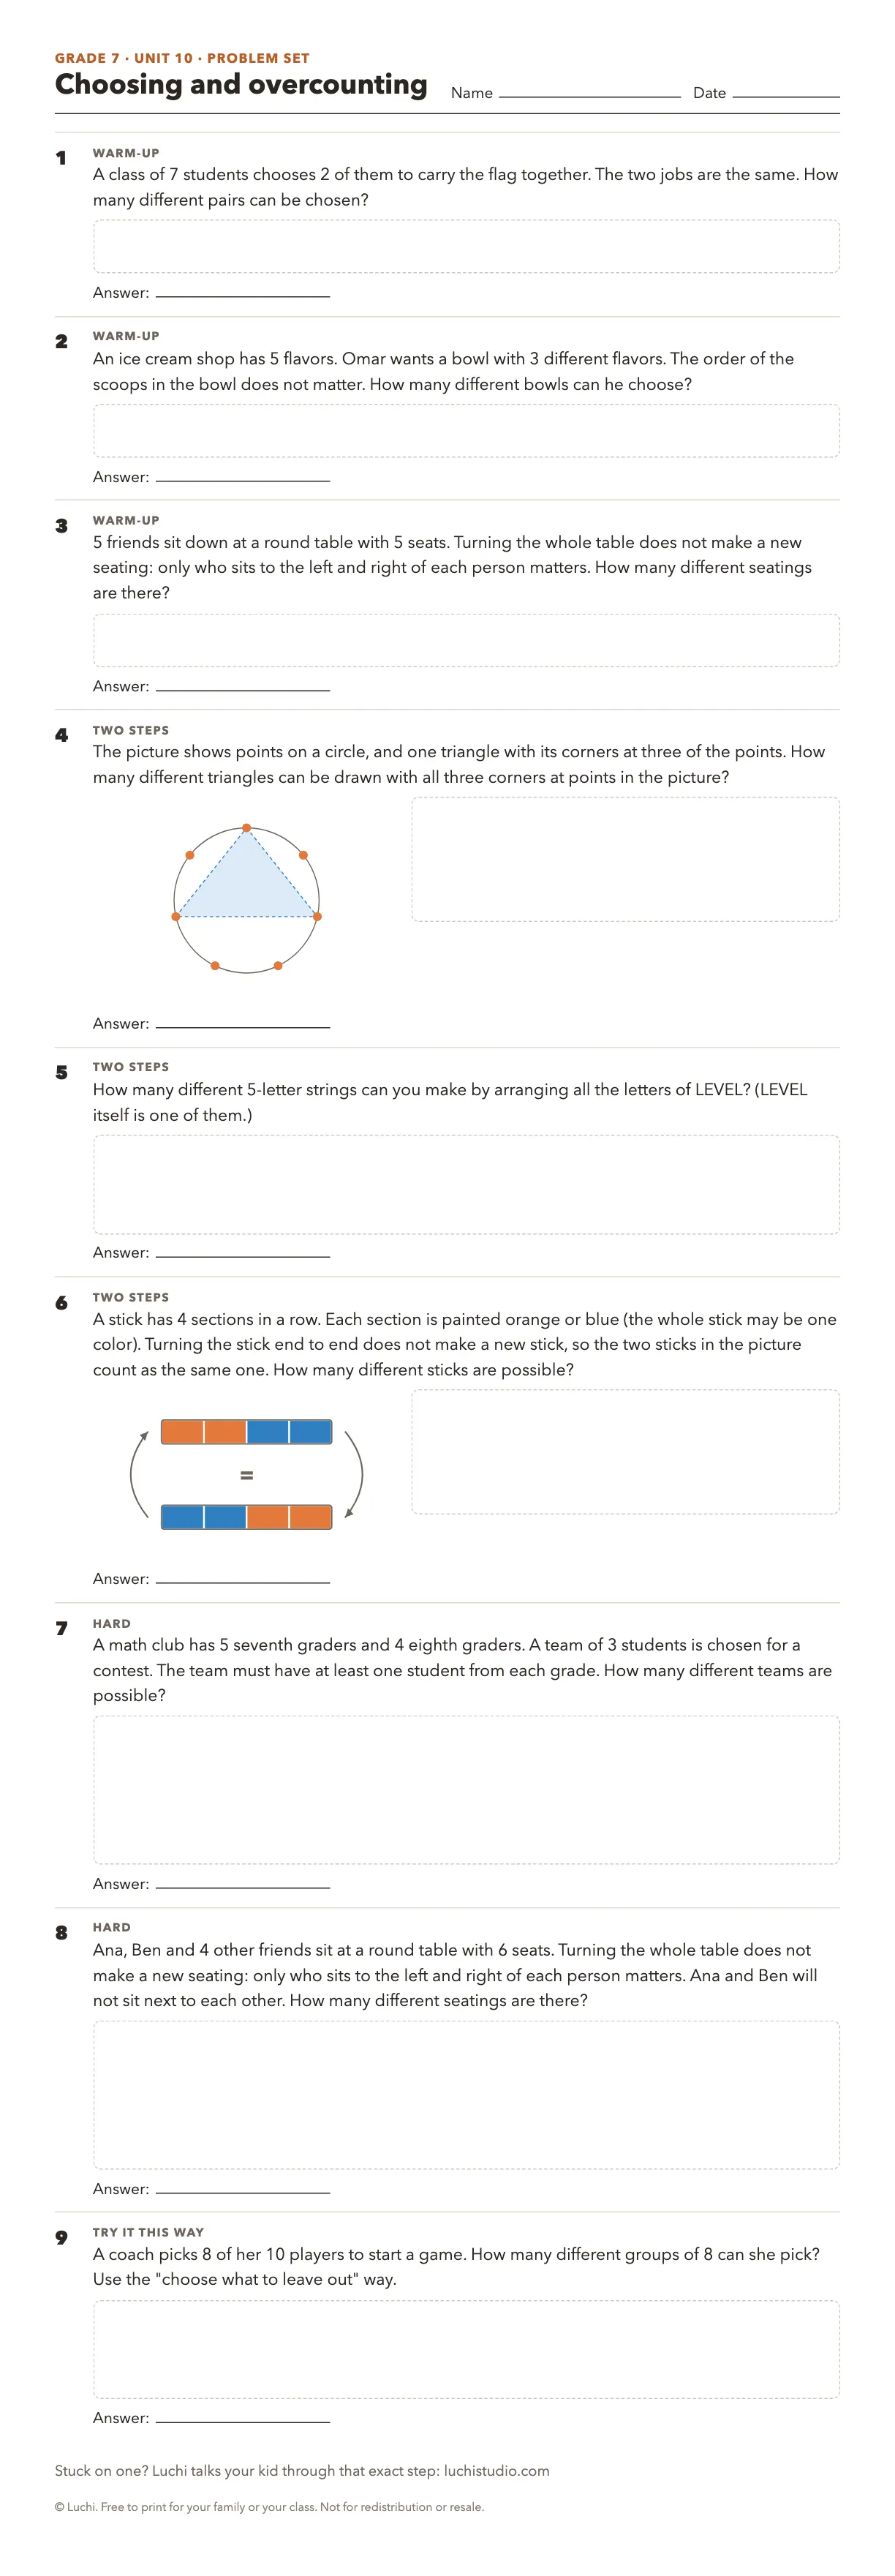 GRADE 7 · UNIT 10 · PROBLEM SET
Choosing and overcounting
Name
Date
1
WARM-UP
A class of 7 students chooses 2 of them to carry the flag together. The two jobs are the same. How
many different pairs can be chosen?
Answer:
2
WARM-UP
An ice cream shop has 5 flavors. Omar wants a bowl with 3 different flavors. The order of the
scoops in the bowl does not matter. How many different bowls can he choose?
Answer:
3
WARM-UP
5 friends sit down at a round table with 5 seats. Turning the whole table does not make a new
seating: only who sits to the left and right of each person matters. How many different seatings
are there?
Answer:
4
TWO STEPS
The picture shows points on a circle, and one triangle with its corners at three of the points. How
many different triangles can be drawn with all three corners at points in the picture?
Answer:
5
TWO STEPS
How many different 5-letter strings can you make by arranging all the letters of LEVEL? (LEVEL
itself is one of them.)
Answer:
6
TWO STEPS
A stick has 4 sections in a row. Each section is painted orange or blue (the whole stick may be one
color). Turning the stick end to end does not make a new stick, so the two sticks in the picture
count as the same one. How many different sticks are possible?
=
Answer:
7
HARD
A math club has 5 seventh graders and 4 eighth graders. A team of 3 students is chosen for a
contest. The team must have at least one student from each grade. How many different teams are
possible?
Answer:
8
HARD
Ana, Ben and 4 other friends sit at a round table with 6 seats. Turning the whole table does not
make a new seating: only who sits to the left and right of each person matters. Ana and Ben will
not sit next to each other. How many different seatings are there?
Answer:
9
TRY IT THIS WAY
A coach picks 8 of her 10 players to start a game. How many different groups of 8 can she pick?
Use the "choose what to leave out" way.
Answer:
Stuck on one? Luchi talks your kid through that exact step: luchistudio.com
© Luchi. Free to print for your family or your class. Not for redistribution or resale.